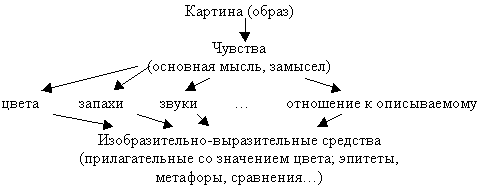 Картина (образ)
Чувства
(основная мысль, замысел)
цвета запахи звуки … отношение к описываемому
Изобразительно-выразительные средства
(прилагательные со значением цвета; эпитеты,
метафоры, сравнения…)